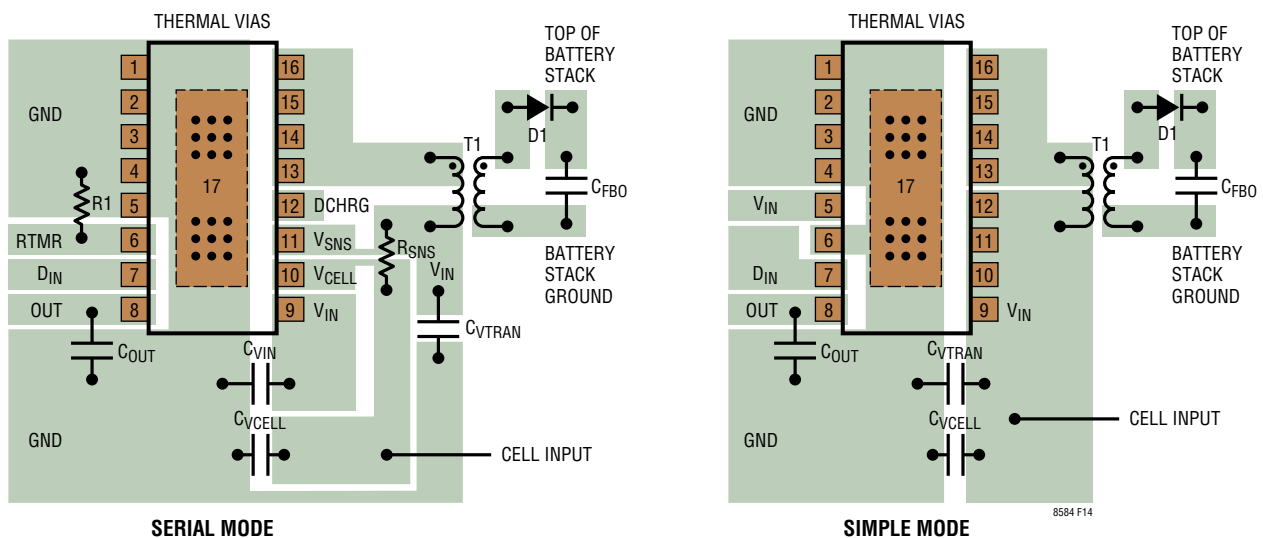 THERMAL VIAS
TOP OF
BATTERY
STACK
1
2
3
4
5
6
7
8
16
15
14
13
12
11
10
9
17
GND
R1
RTMR
DIN
OUT
COUT
GND
DCHRG
VSNS
VCELL
VIN
RSNS
VIN
CVTRAN
CVIN
CVCELL
CELL INPUT
T1
D1
CFBO
BATTERY
STACK
GROUND
SERIAL MODE
THERMAL VIAS
TOP OF
BATTERY
STACK
1
2
3
4
5
6
7
8
16
15
14
13
12
11
10
9
17
GND
VIN
DIN
OUT
COUT
GND
VIN
CVTRAN
CVCELL
CELL INPUT
T1
D1
CFBO
BATTERY
STACK
GROUND
8584 F14
SIMPLE MODE